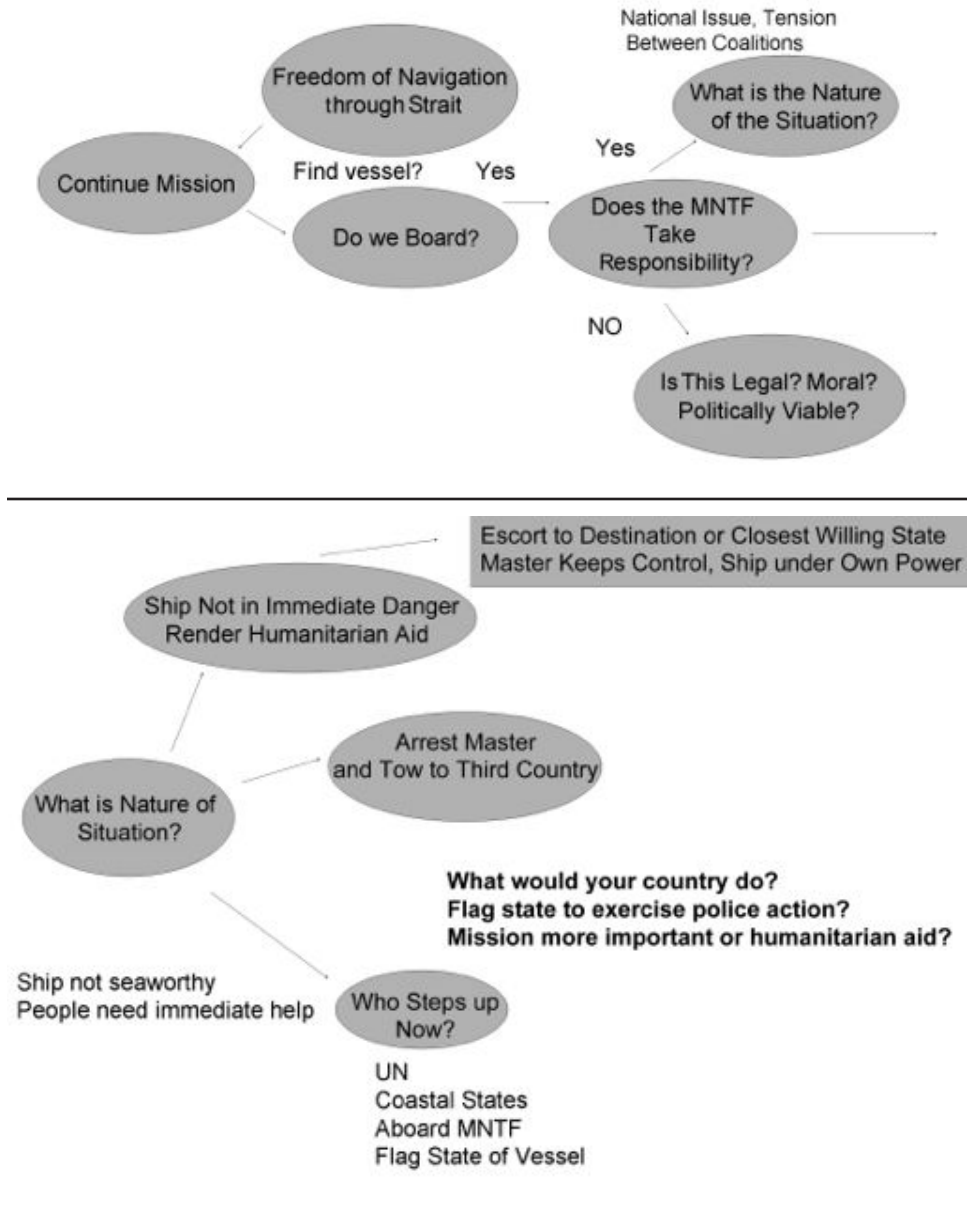 National Issue, Tension
Between Coalitions
Freedom of Navigation
through Strait
What is the Nature
of the Situation?
Continue Mission
Find vessel?
Yes
Yes
Do we Board?
Does the MNTF
Take
Responsibility?
NO
Is This Legal? Moral?
Politically Viable?
Escort to Destination or Closest Willing State
Master Keeps Control, Ship under Own Power
Ship Not in Immediate Danger
Render Humanitarian Aid
Arrest Master
and Tow to Third Country
What is Nature of
Situation?
What would your country do?
Flag state to exercise police action?
Mission more important or humanitarian aid?
Ship not seaworthy
People need immediate help
Who Steps up
Now?
UN
Coastal States
Aboard MNTF
Flag State of Vessel